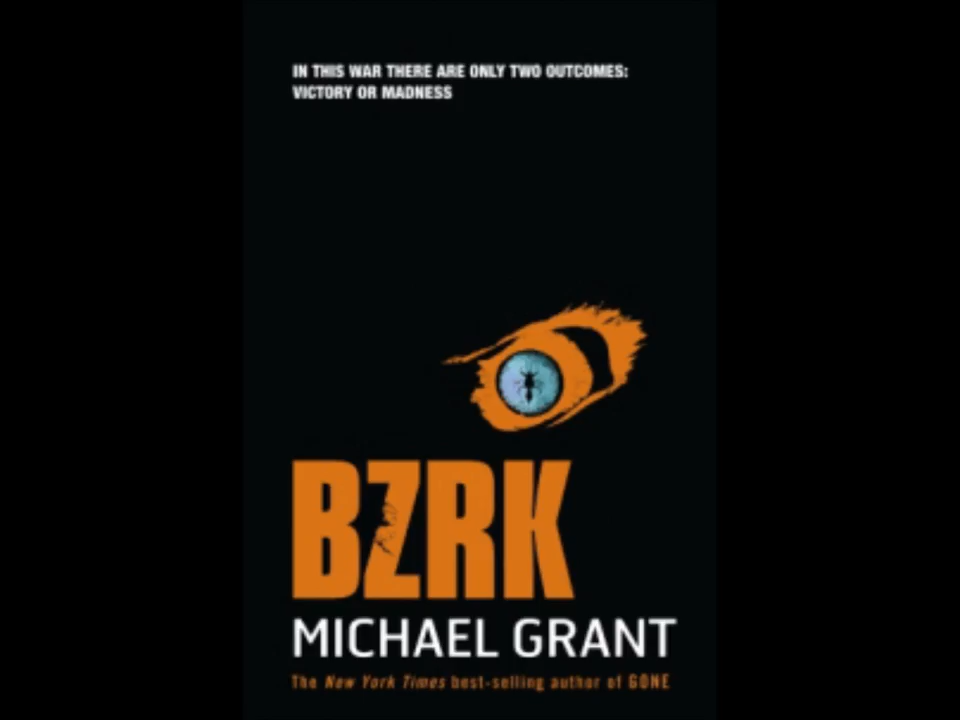 IN THIS WAR THERE ARE ONLY TWO OUTCOMES:
VICTORY OR MADNESS
BZRK
MICHAEL GRANT
The New York Times best-selling author of GONE